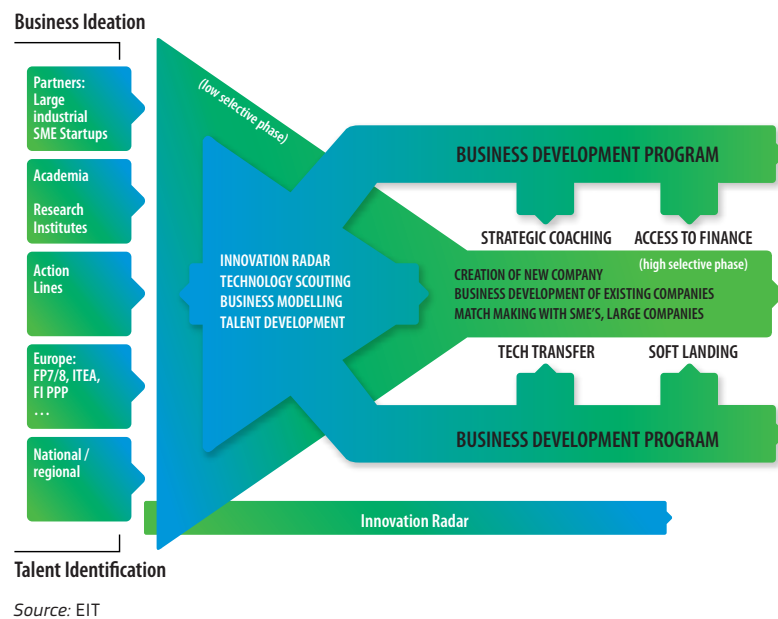 Business Ideation
Partners:
Large
industrial
SME Startups
Academia
Research
Institutes
Action
Lines
Europe:
FP7/8, ITEA,
FI PPP
...
National /
regional
Talent Identification
(low selective phase)
INNOVATION RADAR
TECHNOLOGY SCOUTING
BUSINESS MODELLING
TALENT DEVELOPMENT
BUSINESS DEVELOPMENT PROGRAM
STRATEGIC COACHING
ACCESS TO FINANCE
(high selective phase)
CREATION OF NEW COMPANY
BUSINESS DEVELOPMENT OF EXISTING COMPANIES
MATCH MAKING WITH SME'S, LARGE COMPANIES
TECH TRANSFER
SOFT LANDING
BUSINESS DEVELOPMENT PROGRAM
Innovation Radar
Source: EIT